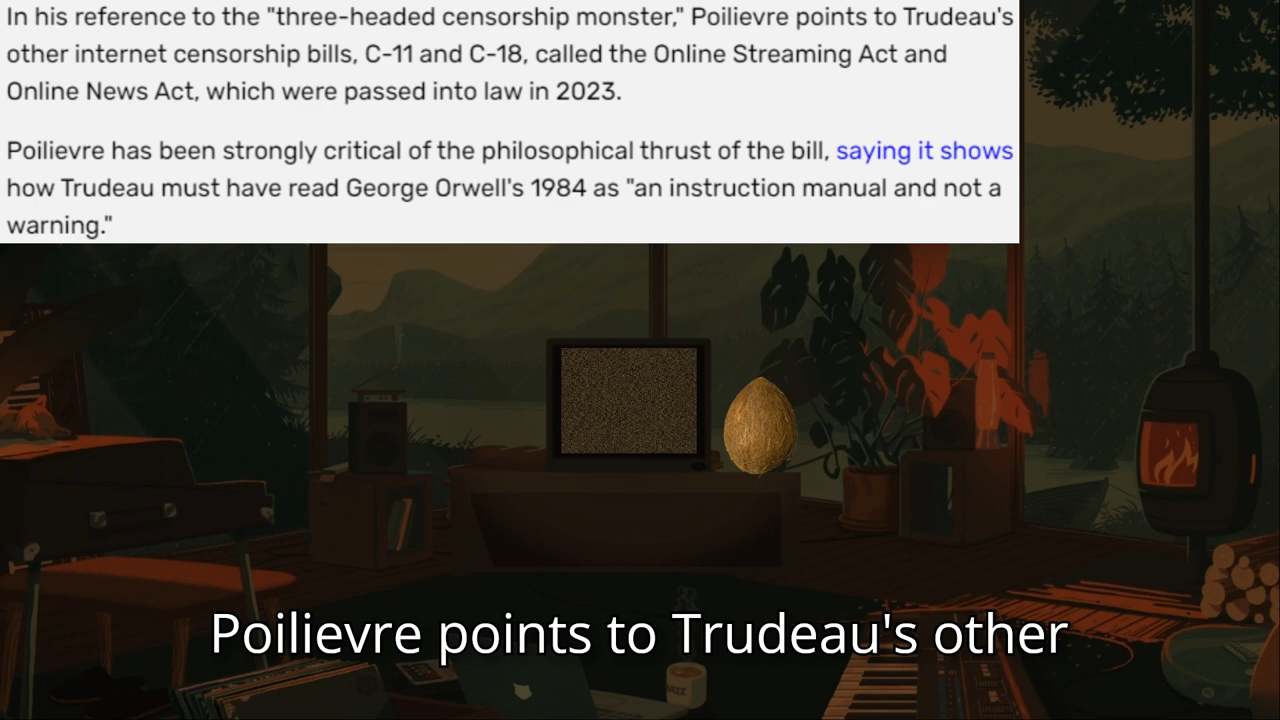 In his reference to the "three-headed censorship monster," Poilievre points to Trudeau's
other internet censorship bills, C-11 and C-18, called the Online Streaming Act and
Online News Act, which were passed into law in 2023.
Poilievre has been strongly critical of the philosophical thrust of the bill, saying it shows
how Trudeau must have read George Orwell's 1984 as "an instruction manual and not a
warning."
Poilievre points to Trudeau's other